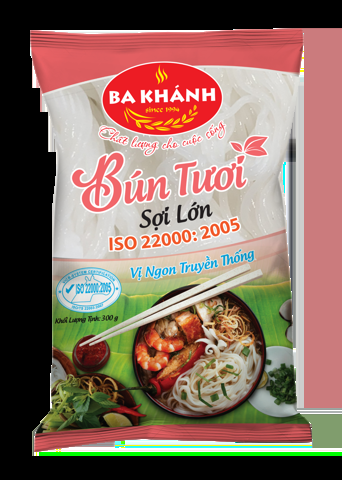 BA KHÁNH
since 1994
Chất lượng cho cuộc sống
Bún Tươi
Sợi Lớn
ISO 22000: 2005
Vị Ngon Truyền Thống
ISO 22000:2005
Khối Lượng Tịnh: 300 g